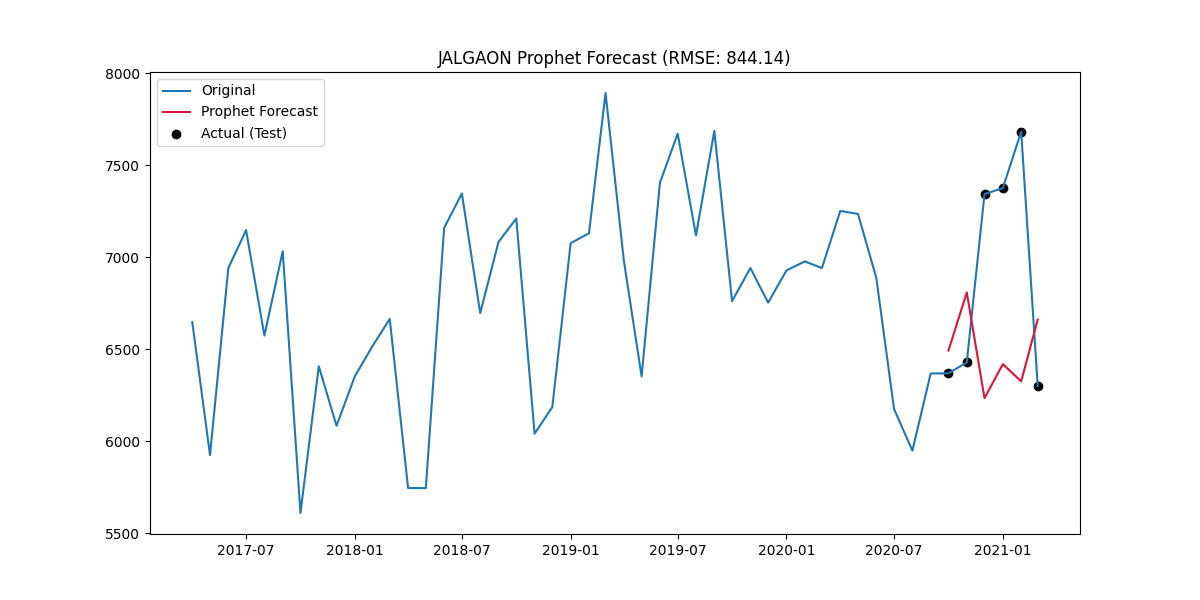 JALGAON Prophet Forecast (RMSE: 844.14)
Original
Prophet Forecast
Actual (Test)
8000
7500
7000
6500
6000
5500
2017-07 2018-01 2018-07 2019-01 2019-07 2020-01 2020-07 2021-01